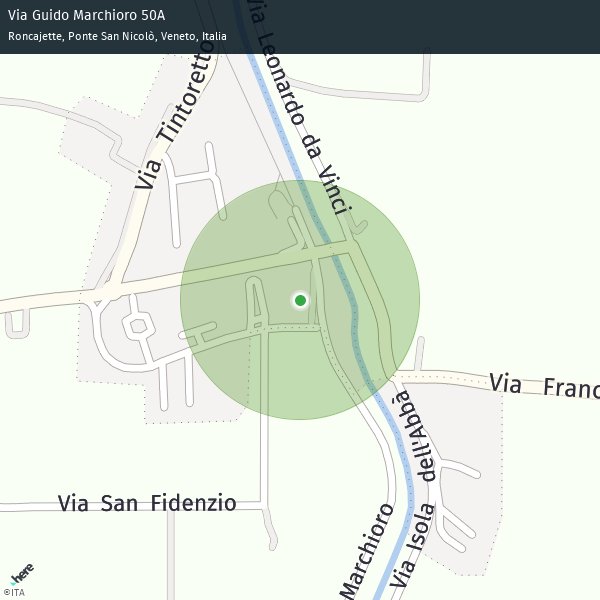 Via Guido Marchioro 50A
Roncajette, Ponte San Nicolò, Veneto, Italia
Via Leonardo da Vinci
Via Tintoretto
Via Franc
Via Isola dell'Abbà
Via San Fidenzio
Marchioro
here
©ITA